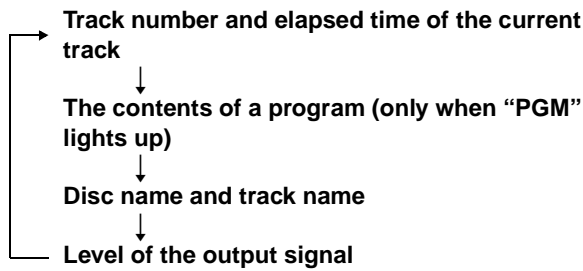 Track number and elapsed time of the current
track
The contents of a program (only when “PGM”
lights up)
Disc name and track name
Level of the output signal